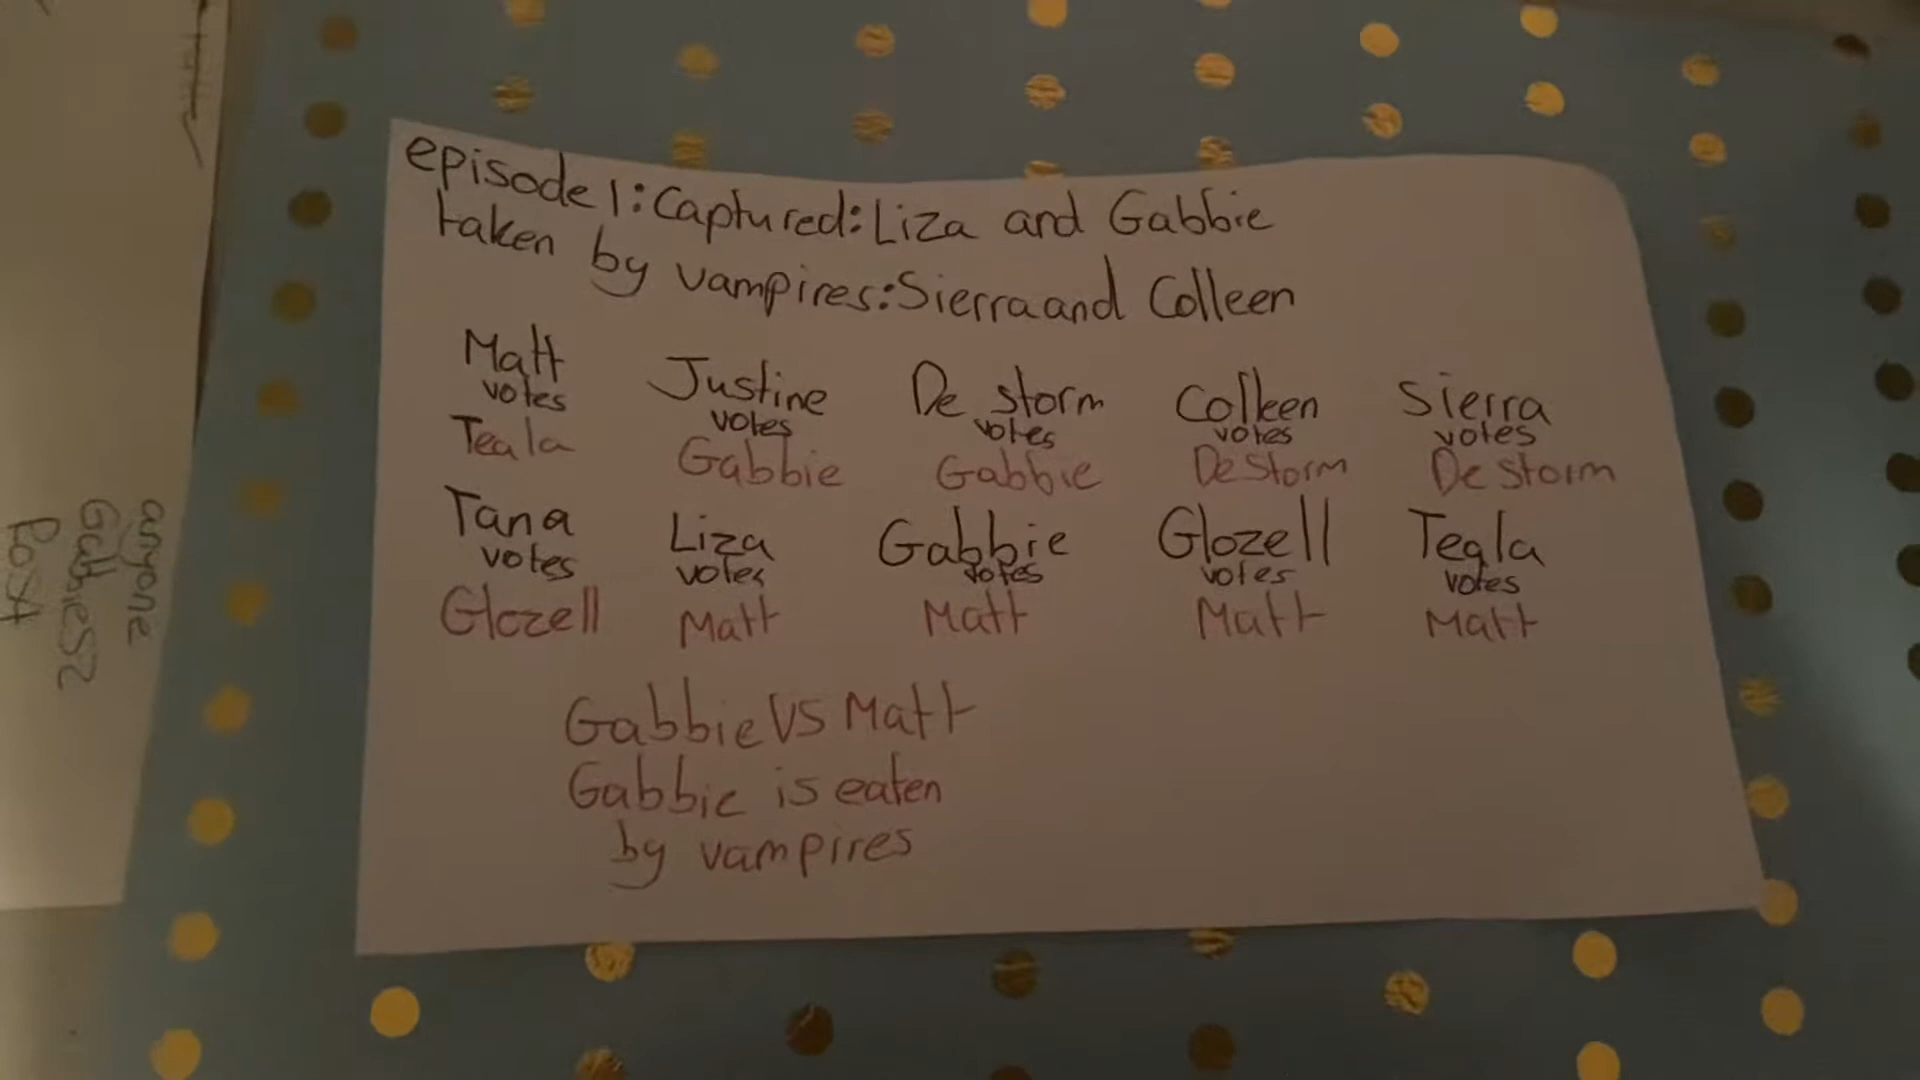 episode 1: Captured: Liza and Gabbie
taken by vampires: Sierra and Colleen
Matt Justine De storm Colleen Sierra
votes votes votes votes votes
Teala Gabbie Gabbie De Storm De storm
Tana Liza Gabbie Glozell Teala
votes votes votes votes votes
Glozell Matt Matt Matt Matt
Gabbie VS Matt
Gabbie is eaten
by vampires
anyone